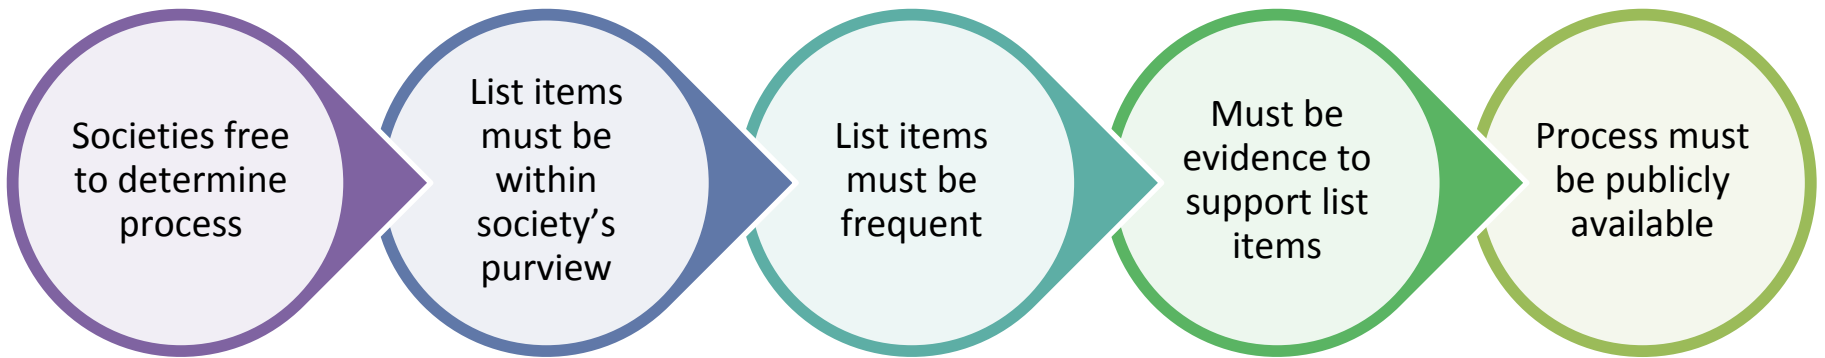 Societies free
to determine
process
List items
must be
within
society’s
purview
List items
must be
frequent
Must be
evidence to
support list
items
Process must
be publicly
available